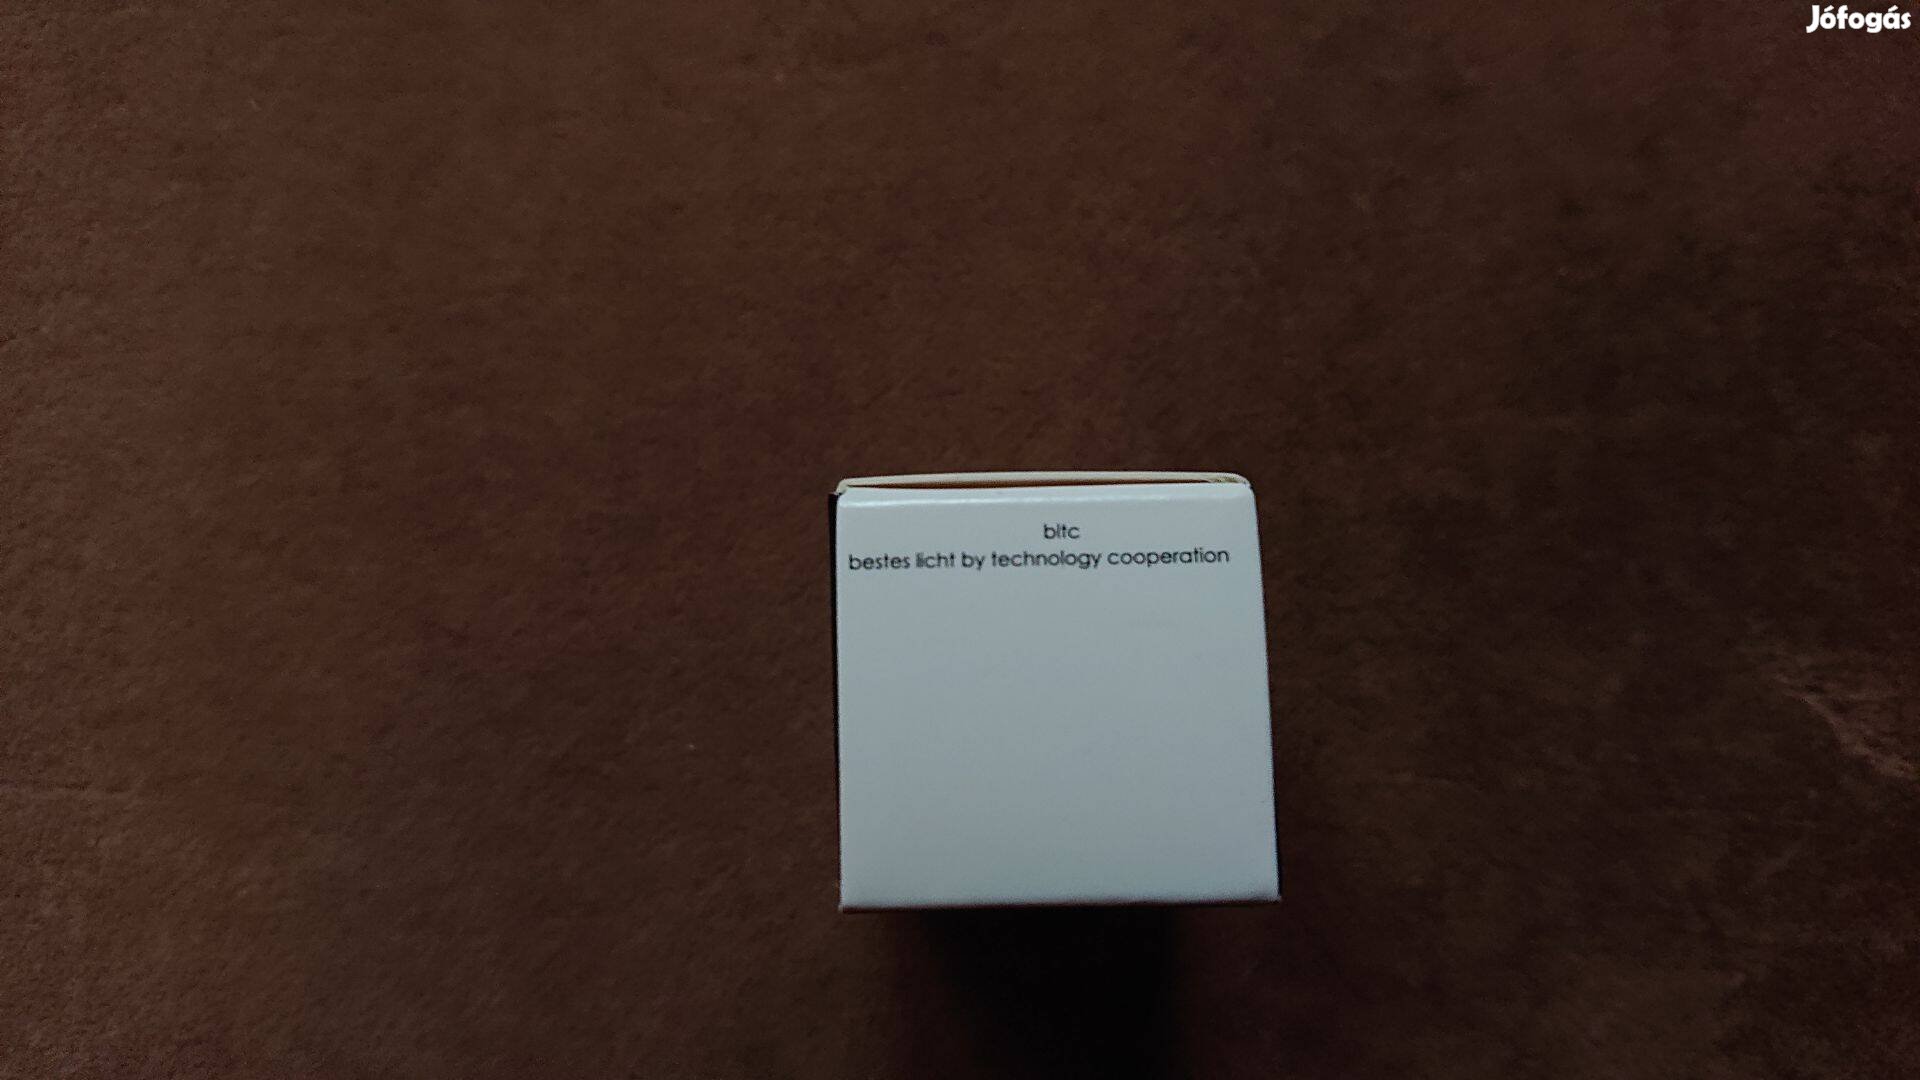 Jófogás
bltc
bestes licht by technology cooperation